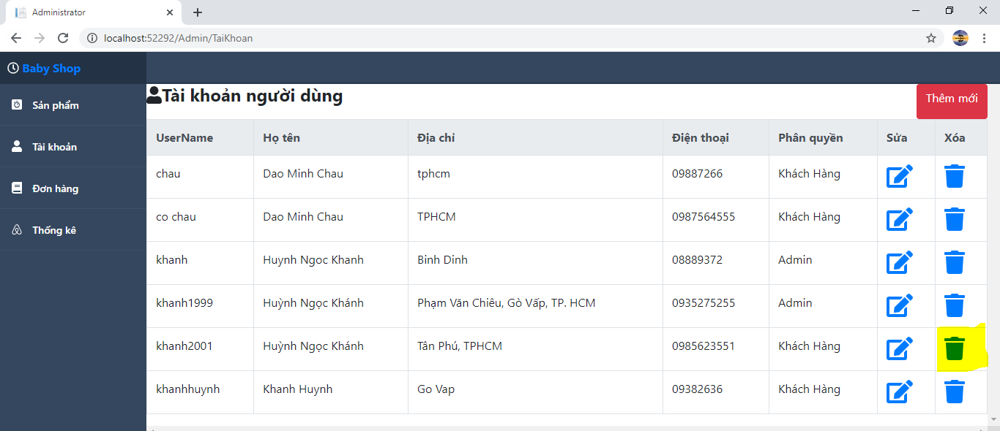 Administrator
localhost:52292/Admin/TaiKhoan
Baby Shop
Sản phẩm
Tài khoản
Đơn hàng
Thống kê
Tài khoản người dùng
Thêm mới
UserName Họ tên Địa chỉ Điện thoại Phân quyền Sửa Xóa
chau Dao Minh Chau tphcm 09887266 Khách Hàng
co chau Dao Minh Chau TPHCM 0987564555 Khách Hàng
khanh Huynh Ngoc Khanh Binh Dinh 08889372 Admin
khanh1999 Huỳnh Ngọc Khánh Phạm Văn Chiêu, Gò Vấp, TP. HCM 0935275255 Admin
khanh2001 Huỳnh Ngọc Khánh Tân Phú, TPHCM 0985623551 Khách Hàng
khanhhuynh Khanh Huynh Go Vap 09382636 Khách Hàng